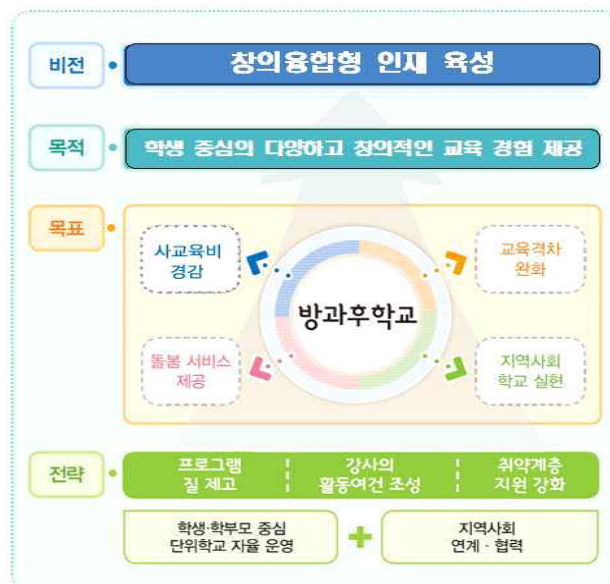 비전
창의융합형 인재 육성
목적
학생 중심의 다양하고 창의적인 교육 경험 제공
목표
사교육비
경감
교육격차
완화
방과후학교
돌봄 서비스
제공
지역사회
학교 실현
전략
프로그램
질 제고
강사의
활동여건 조성
취약계층
지원 강화
학생·학부모 중심
단위학교 자율 운영
+
지역사회
연계 · 협력